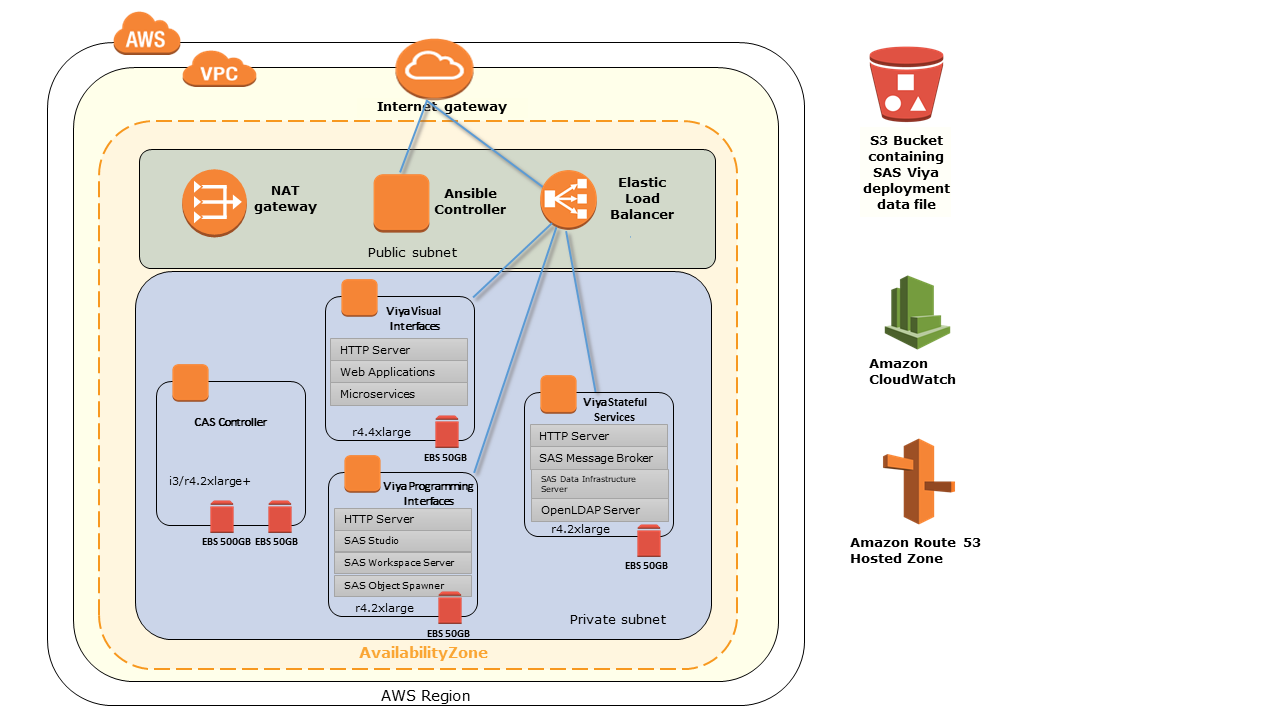 AWS
VPC
Internet gateway
NAT
gateway
Ansible
Controller
Elastic
Load
Balancer
Public subnet
Viya Visual
Interfaces
HTTP Server
Web Applications
Microservices
r4.4xlarge
EBS 50GB
CAS Controller
i3/r4.2xlarge+
EBS 500GB
EBS 50GB
Viya Programming
Interfaces
HTTP Server
SAS Studio
SAS Workspace Server
SAS Object Spawner
r4.2xlarge
EBS 50GB
Viya Stateful
Services
HTTP Server
SAS Message Broker
SAS Data Infrastructure
Server
OpenLDAP Server
r4.2xlarge
EBS 50GB
Private subnet
AvailabilityZone
AWS Region
S3 Bucket
containing
SAS Viya
deployment
data file
Amazon
CloudWatch
Amazon Route 53
Hosted Zone